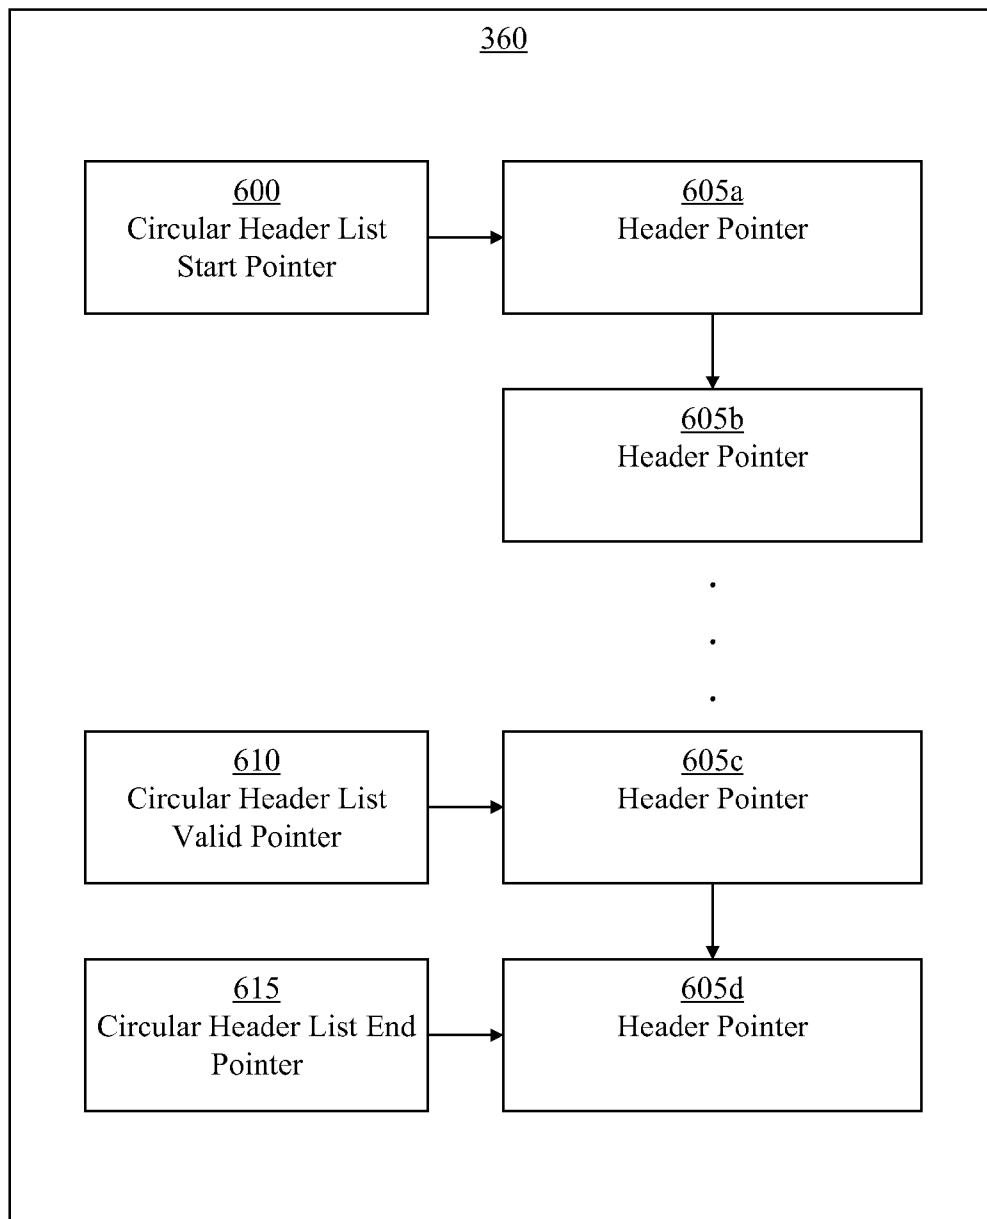 360
600
Circular Header List
Start Pointer
605a
Header Pointer
605b
Header Pointer
.
.
.
610
Circular Header List
Valid Pointer
605c
Header Pointer
615
Circular Header List End
Pointer
605d
Header Pointer